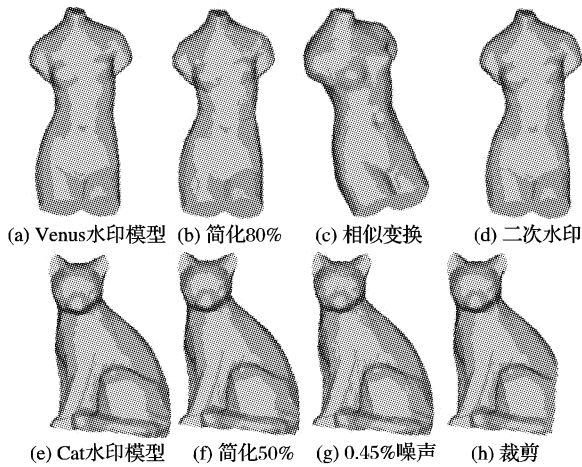 (a) Venus水印模型 (b) 简化80% (c) 相似变换 (d) 二次水印
(e) Cat水印模型 (f) 简化50% (g) 0.45%噪声 (h) 裁剪